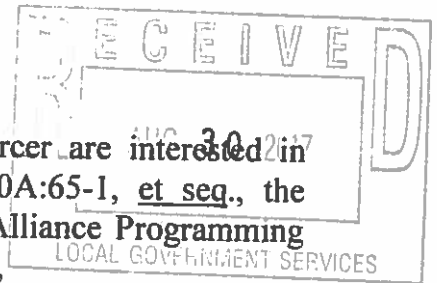 RECEIVED
AUG 30 2017
rcer are interested in
0A:65-1, et seq., the
Alliance Programming
LOCAL GOVERNMENT SERVICES